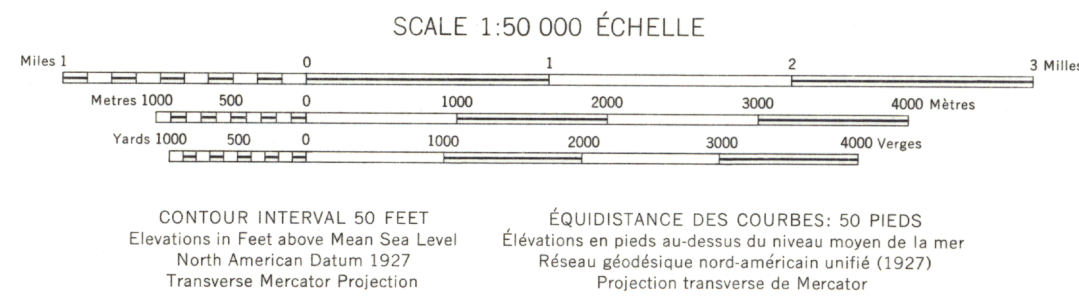 SCALE 1:50 000 ÉCHELLE
Miles 1 0 1 2 3 Milles
Metres 1000 500 0 1000 2000 3000 4000 Mètres
Yards 1000 500 0 1000 2000 3000 4000 Verges
CONTOUR INTERVAL 50 FEET
Elevations in Feet above Mean Sea Level
North American Datum 1927
Transverse Mercator Projection
ÉQUIDISTANCE DES COURBES: 50 PIEDS
Élévations en pieds au-dessus du niveau moyen de la mer
Réseau géodésique nord-américain unifié (1927)
Projection transverse de Mercator